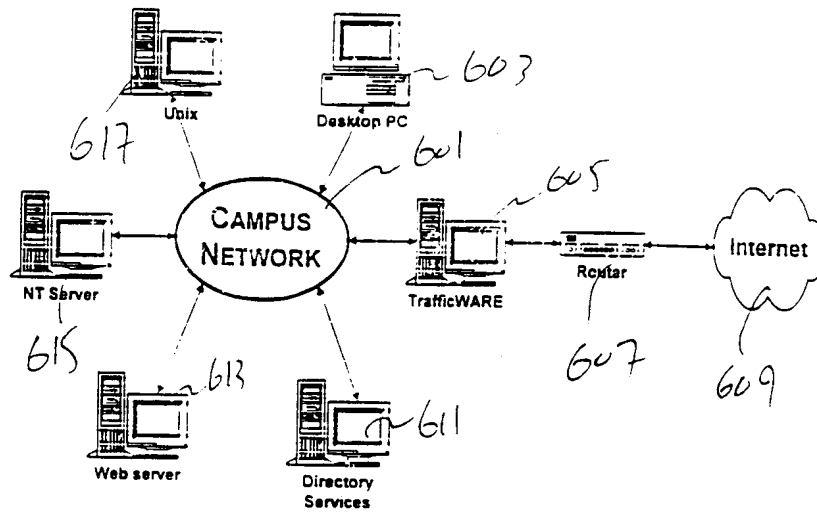 Unix
617
Desktop PC
603
601
605
CAMPUS
NETWORK
NT Server
615
TrafficWARE
Router
607
Internet
609
613
Web server
611
Directory
Services